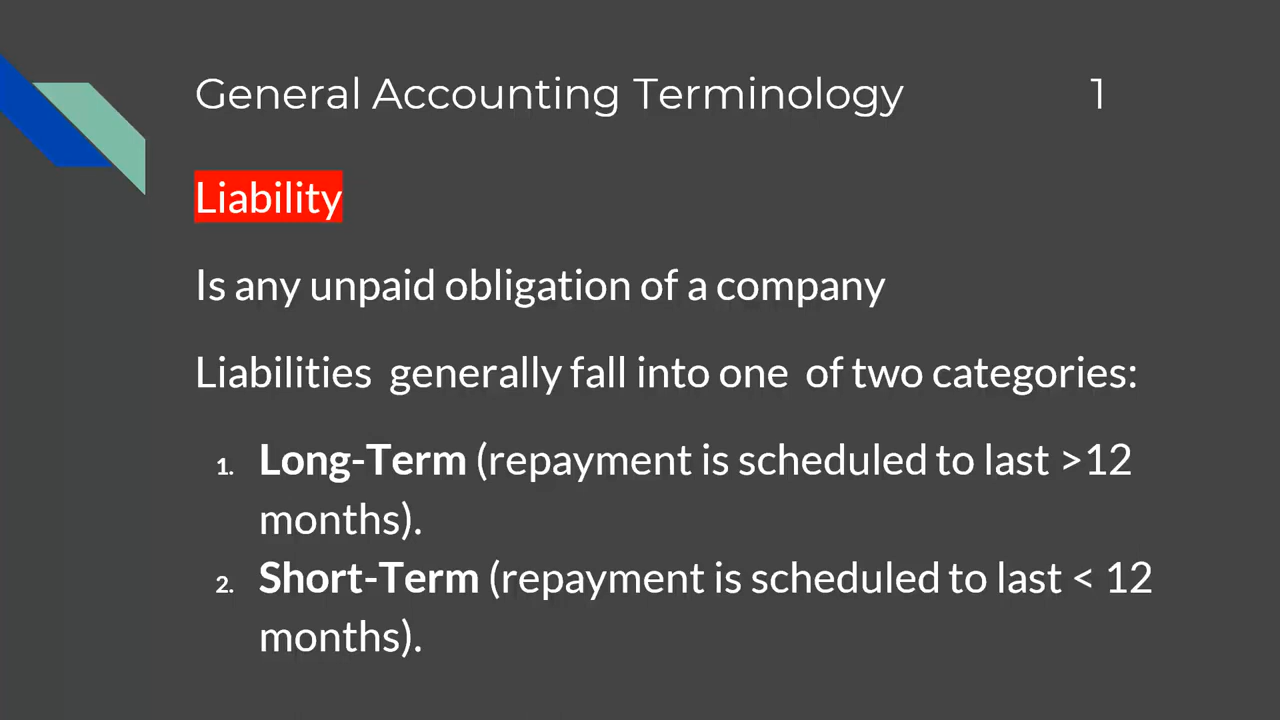 General Accounting Terminology 1
Liability
Is any unpaid obligation of a company
Liabilities generally fall into one of two categories:
1. Long-Term (repayment is scheduled to last >12
months).
2. Short-Term (repayment is scheduled to last < 12
months).